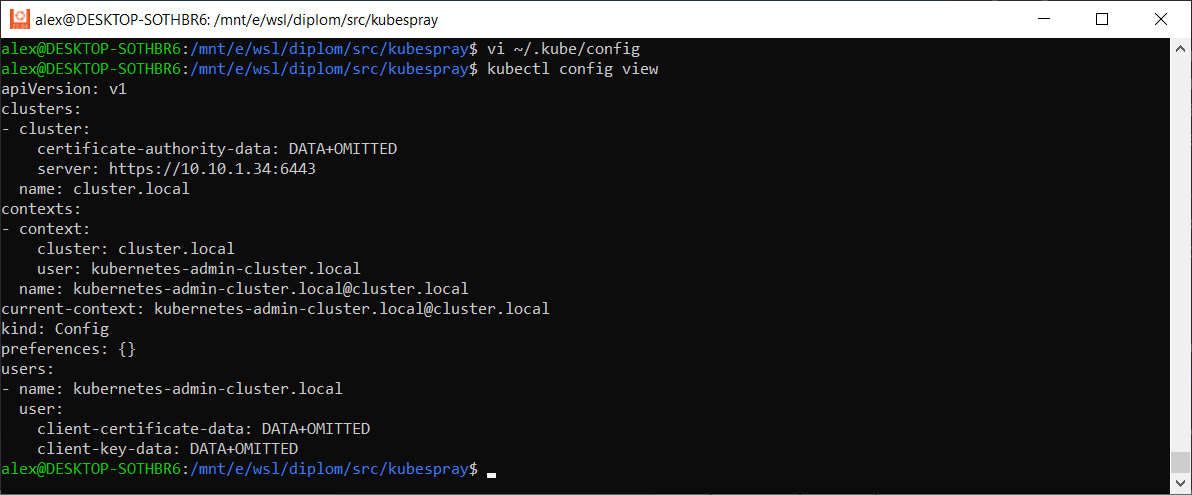 alex@DESKTOP-SOTHBR6: /mnt/e/wsl/diplom/src/kubespray
alex@DESKTOP-SOTHBR6:/mnt/e/wsl/diplom/src/kubespray$ vi ~/.kube/config
alex@DESKTOP-SOTHBR6:/mnt/e/wsl/diplom/src/kubespray$ kubectl config view
apiVersion: v1
clusters:
- cluster:
    certificate-authority-data: DATA+OMITTED
    server: https://10.10.1.34:6443
  name: cluster.local
contexts:
- context:
    cluster: cluster.local
    user: kubernetes-admin-cluster.local
  name: kubernetes-admin-cluster.local@cluster.local
current-context: kubernetes-admin-cluster.local@cluster.local
kind: Config
preferences: {}
users:
- name: kubernetes-admin-cluster.local
  user:
    client-certificate-data: DATA+OMITTED
    client-key-data: DATA+OMITTED
alex@DESKTOP-SOTHBR6:/mnt/e/wsl/diplom/src/kubespray$